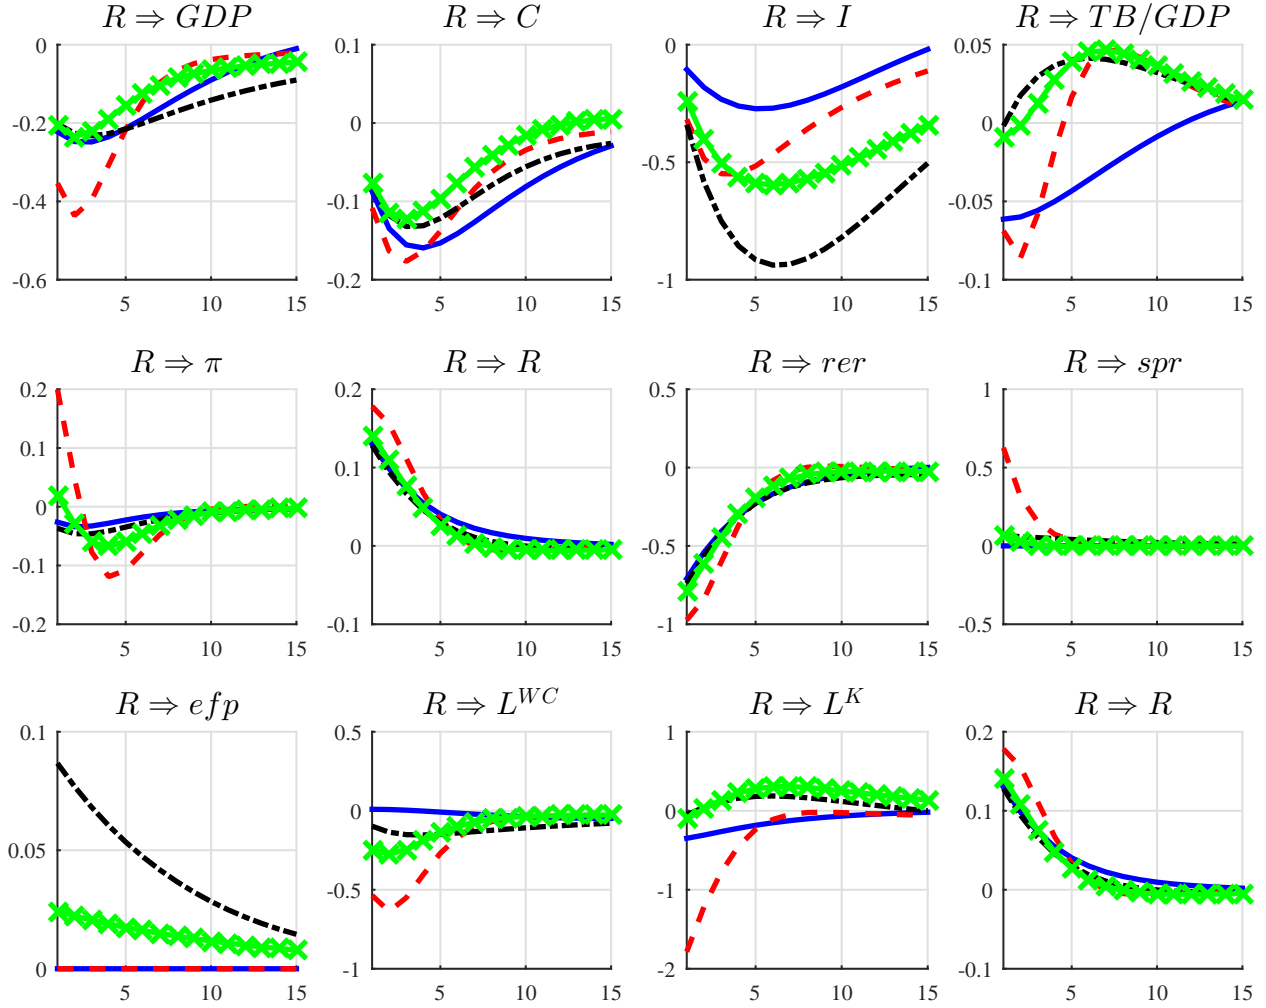 R ⇒ GDP R ⇒ C R ⇒ I R ⇒ TB/GDP
0 0.1 0 0.05
-0.2 0 -0.5 0
-0.4 -0.1 -0.05
-0.6 -0.2 -1 -0.1
5 10 15 5 10 15 5 10 15 5 10 15
R ⇒ π R ⇒ R R ⇒ rer R ⇒ spr
0.2 0.2 0.5 1
0.1 0.1 0 0.5
0 0 -0.5 0
-0.1
-0.2 -0.1 -1 -0.5
5 10 15 5 10 15 5 10 15 5 10 15
R ⇒ efp R ⇒ L^{WC} R ⇒ L^K R ⇒ R
0.1 0.5 1 0.2
0.05 0 0 0.1
-0.5 -1 0
0 -1 -2 -0.1
5 10 15 5 10 15 5 10 15 5 10 15